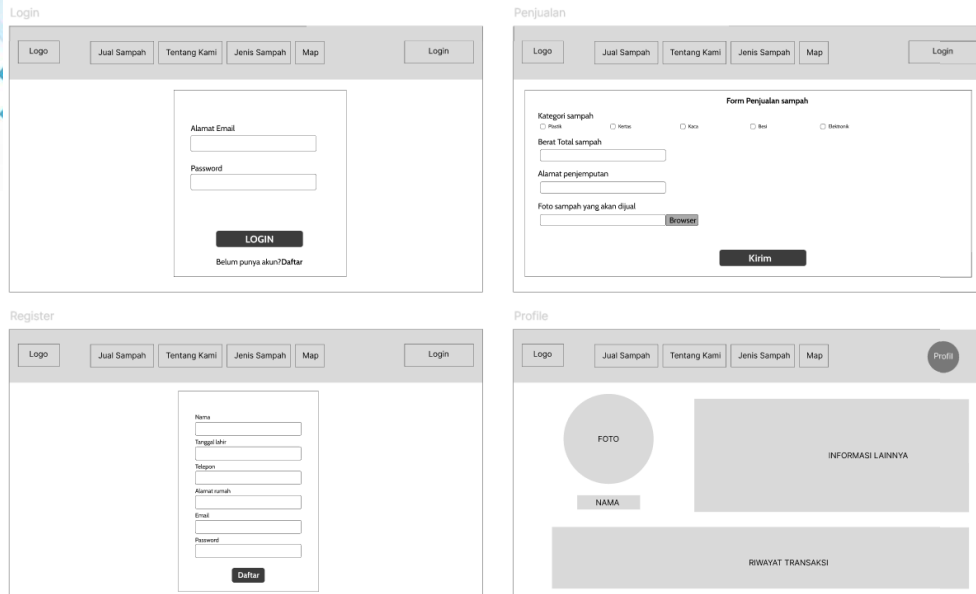 Login
Logo Jual Sampah Tentang Kami Jenis Sampah Map Login
Alamat Email
Password
LOGIN
Belum punya akun?Daftar
Penjualan
Logo Jual Sampah Tentang Kami Jenis Sampah Map Login
Form Penjualan sampah
Kategori sampah
Plastik Kertas Kaca Besi Elektronik
Berat Total sampah
Alamat penjemputan
Foto sampah yang akan dijual
Browser
Kirim
Register
Logo Jual Sampah Tentang Kami Jenis Sampah Map Login
Nama
Tanggal lahir
Telepon
Alamat rumah
Email
Password
Daftar
Profile
Logo Jual Sampah Tentang Kami Jenis Sampah Map Profil
FOTO
INFORMASI LAINNYA
NAMA
RIWAYAT TRANSAKSI